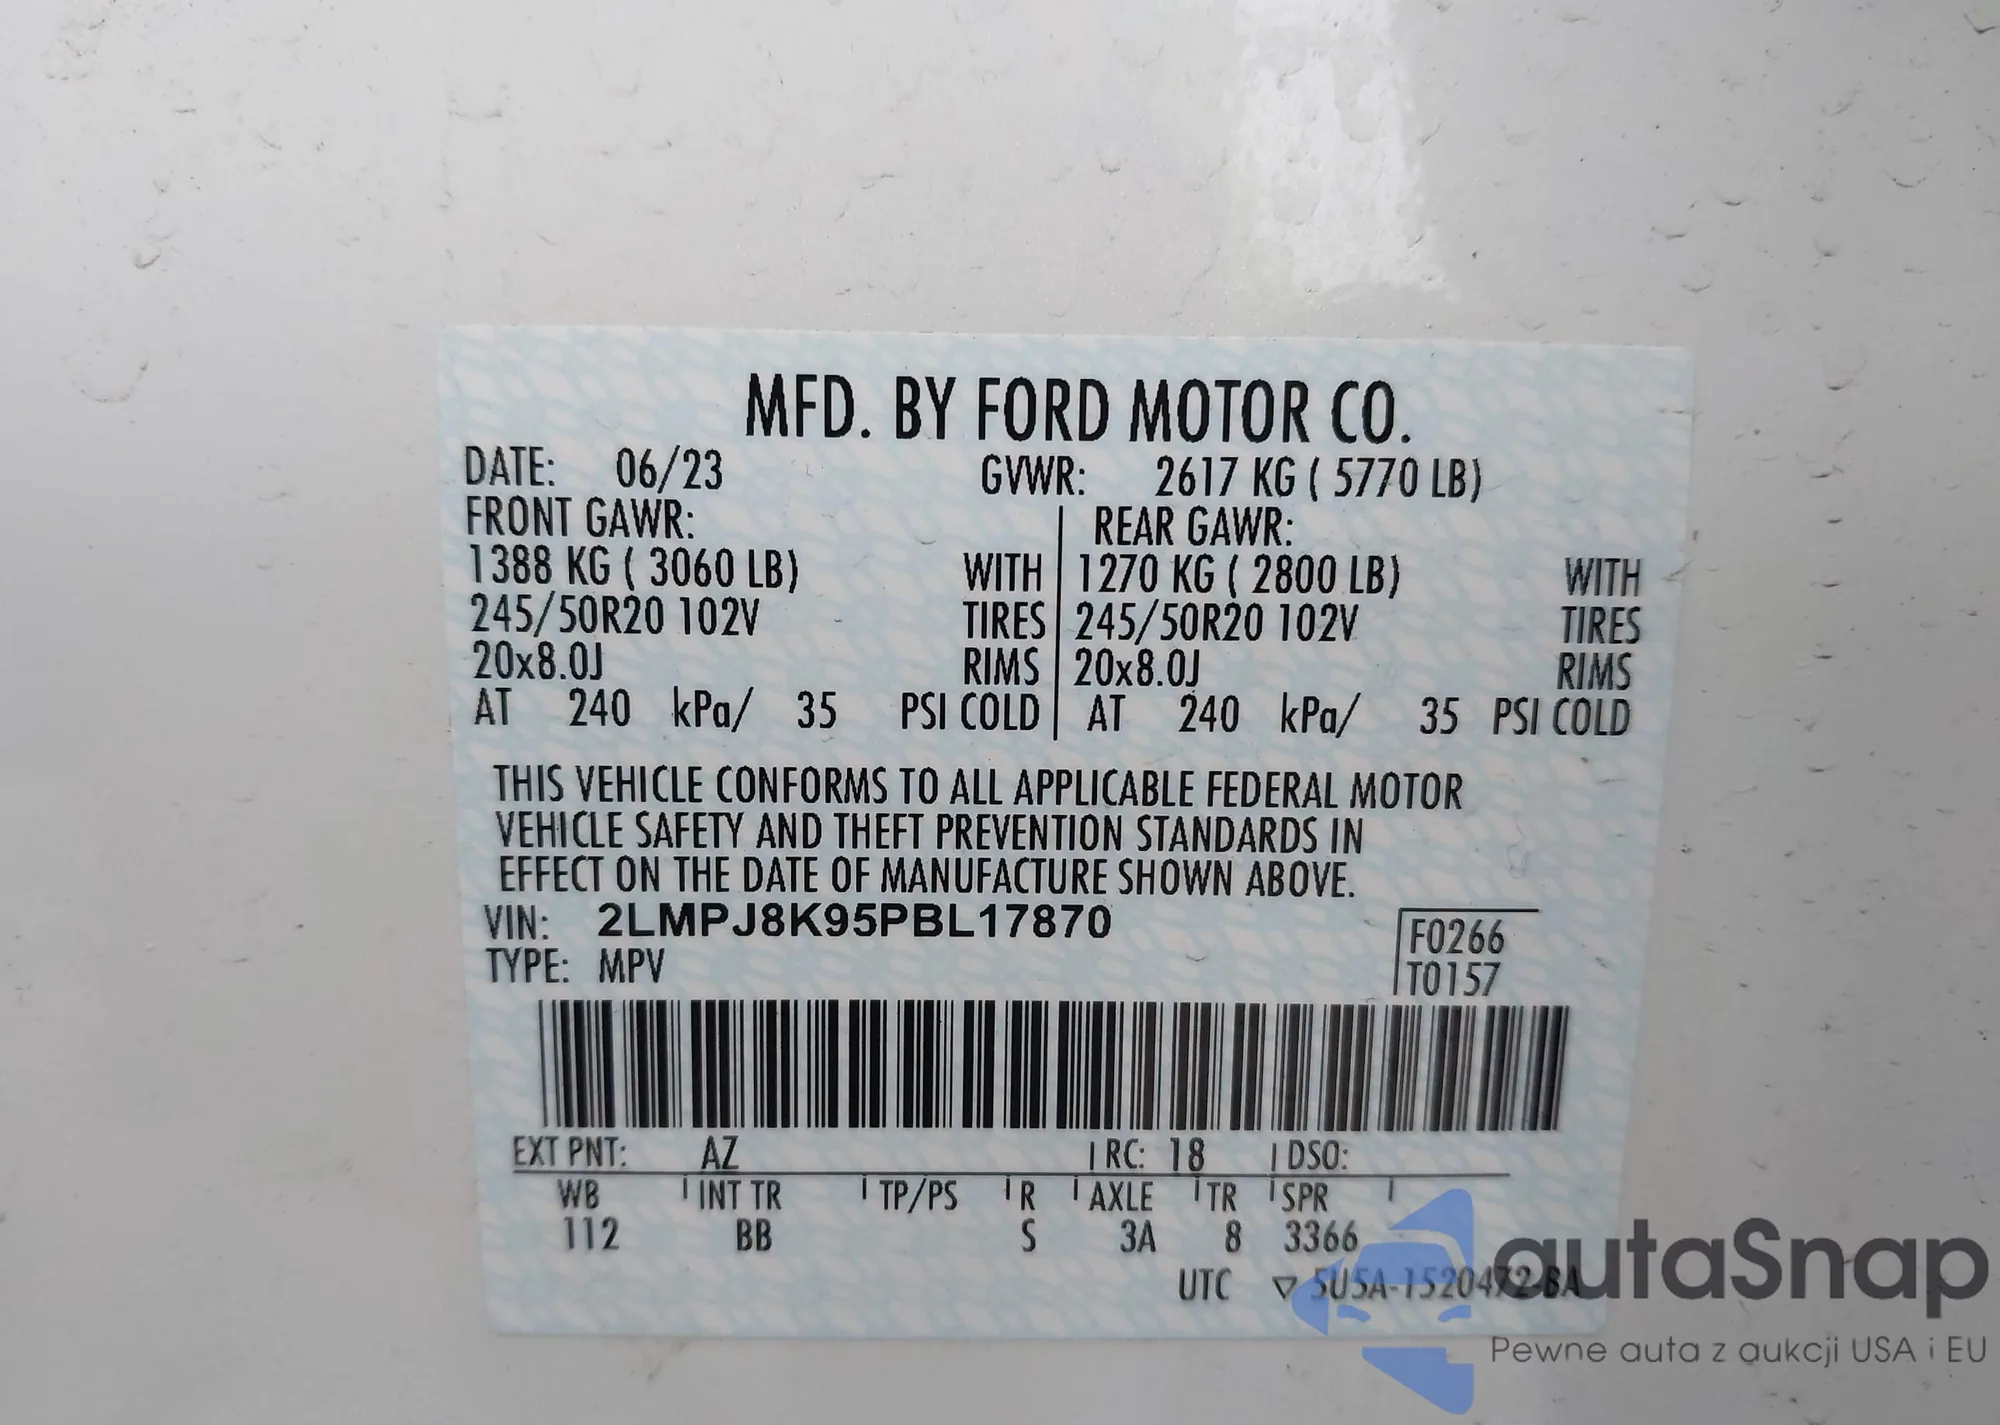 MFD. BY FORD MOTOR CO.
DATE: 06/23 GVWR: 2617 KG ( 5770 LB)
FRONT GAWR: REAR GAWR:
1388 KG ( 3060 LB) WITH 1270 KG ( 2800 LB) WITH
245/50R20 102V TIRES 245/50R20 102V TIRES
20x8.0J RIMS 20x8.0J RIMS
AT 240 kPa/ 35 PSI COLD AT 240 kPa/ 35 PSI COLD
THIS VEHICLE CONFORMS TO ALL APPLICABLE FEDERAL MOTOR
VEHICLE SAFETY AND THEFT PREVENTION STANDARDS IN
EFFECT ON THE DATE OF MANUFACTURE SHOWN ABOVE.
VIN: 2LMPJ8K95PBL17870
TYPE: MPV
F0266
T0157
EXT PNT: AZ RC: 18 DSO:
WB INT TR TP/PS R AXLE TR SPR
112 BB S 3A 8 3366
UTC ▽ 5U5A-1520472-BA
autaSnap
Pewne auta z aukcji USA i EU